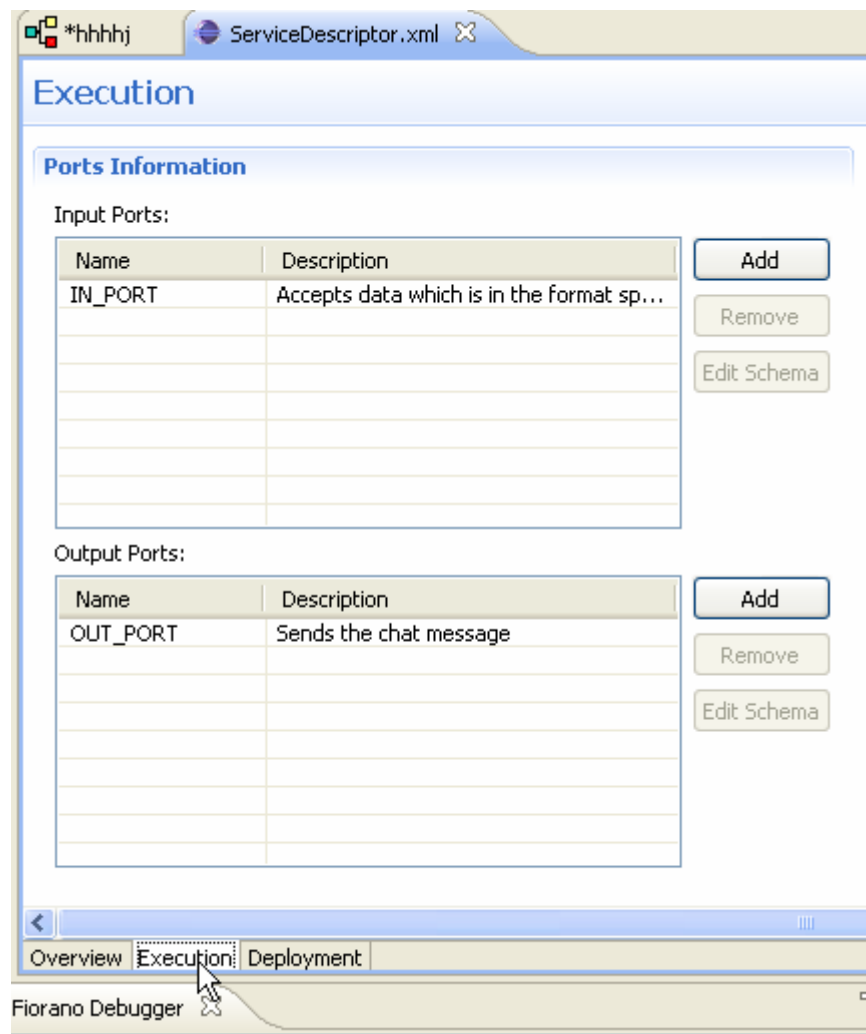 *hhhhj ServiceDescriptor.xml
Execution
Ports Information
Input Ports:
Name Description Add
IN_PORT Accepts data which is in the format sp...
Remove
Edit Schema
Output Ports:
Name Description Add
OUT_PORT Sends the chat message
Remove
Edit Schema
Overview Execution Deployment
Fiorano Debugger